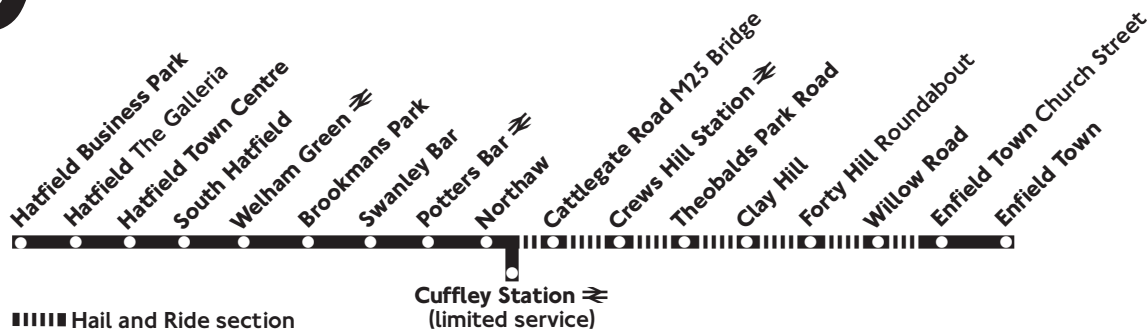 Hatfield Business Park
Hatfield The Galleria
Hatfield Town Centre
South Hatfield
Welham Green
Brookmans Park
Swanley Bar
Potters Bar
Northaw
Cattlegate Road M25 Bridge
Crews Hill Station
Theobalds Park Road
Clay Hill
Forty Hill Roundabout
Willow Road
Enfield Town Church Street
Enfield Town
Cuffley Station
(limited service)
Hail and Ride section